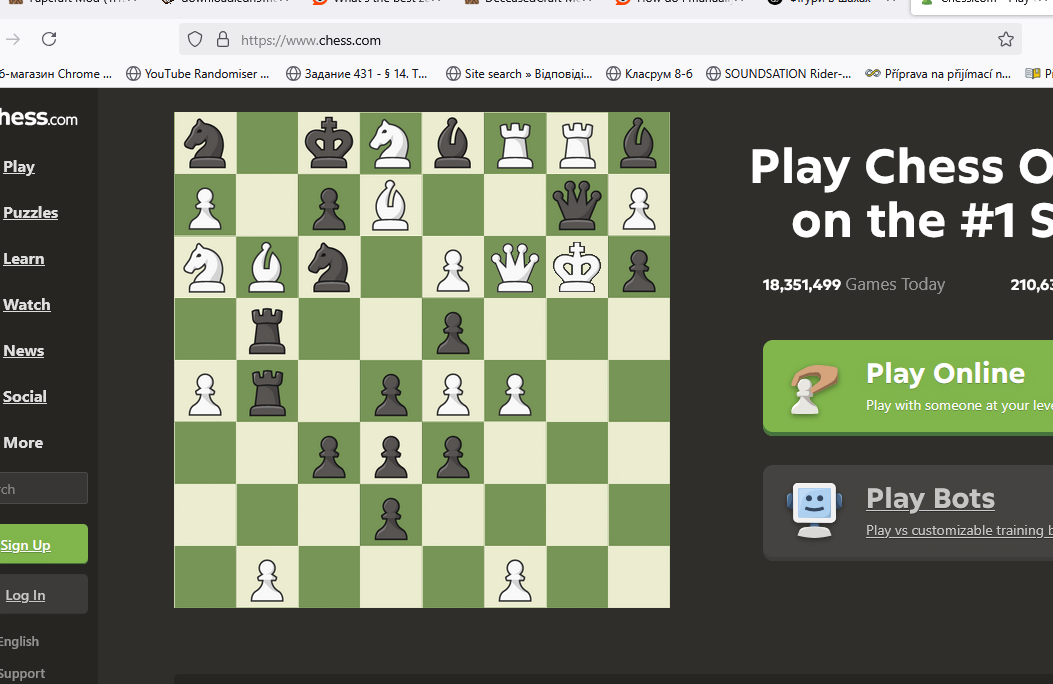 https://www.chess.com
б-магазин Chrome ...
YouTube Randomiser ...
Задание 431 - § 14. Т...
Site search » Відповіді...
Класрум 8-б
SOUNDSATION Rider-...
Příprava na přijímací n...
hess.com
Play
Puzzles
Learn
Watch
News
Social
More
rch
Sign Up
Log In
English
Support
Play Chess O
on the #1 S
18,351,499 Games Today
210,63
Play Online
Play with someone at your leve
Play Bots
Play vs customizable training b